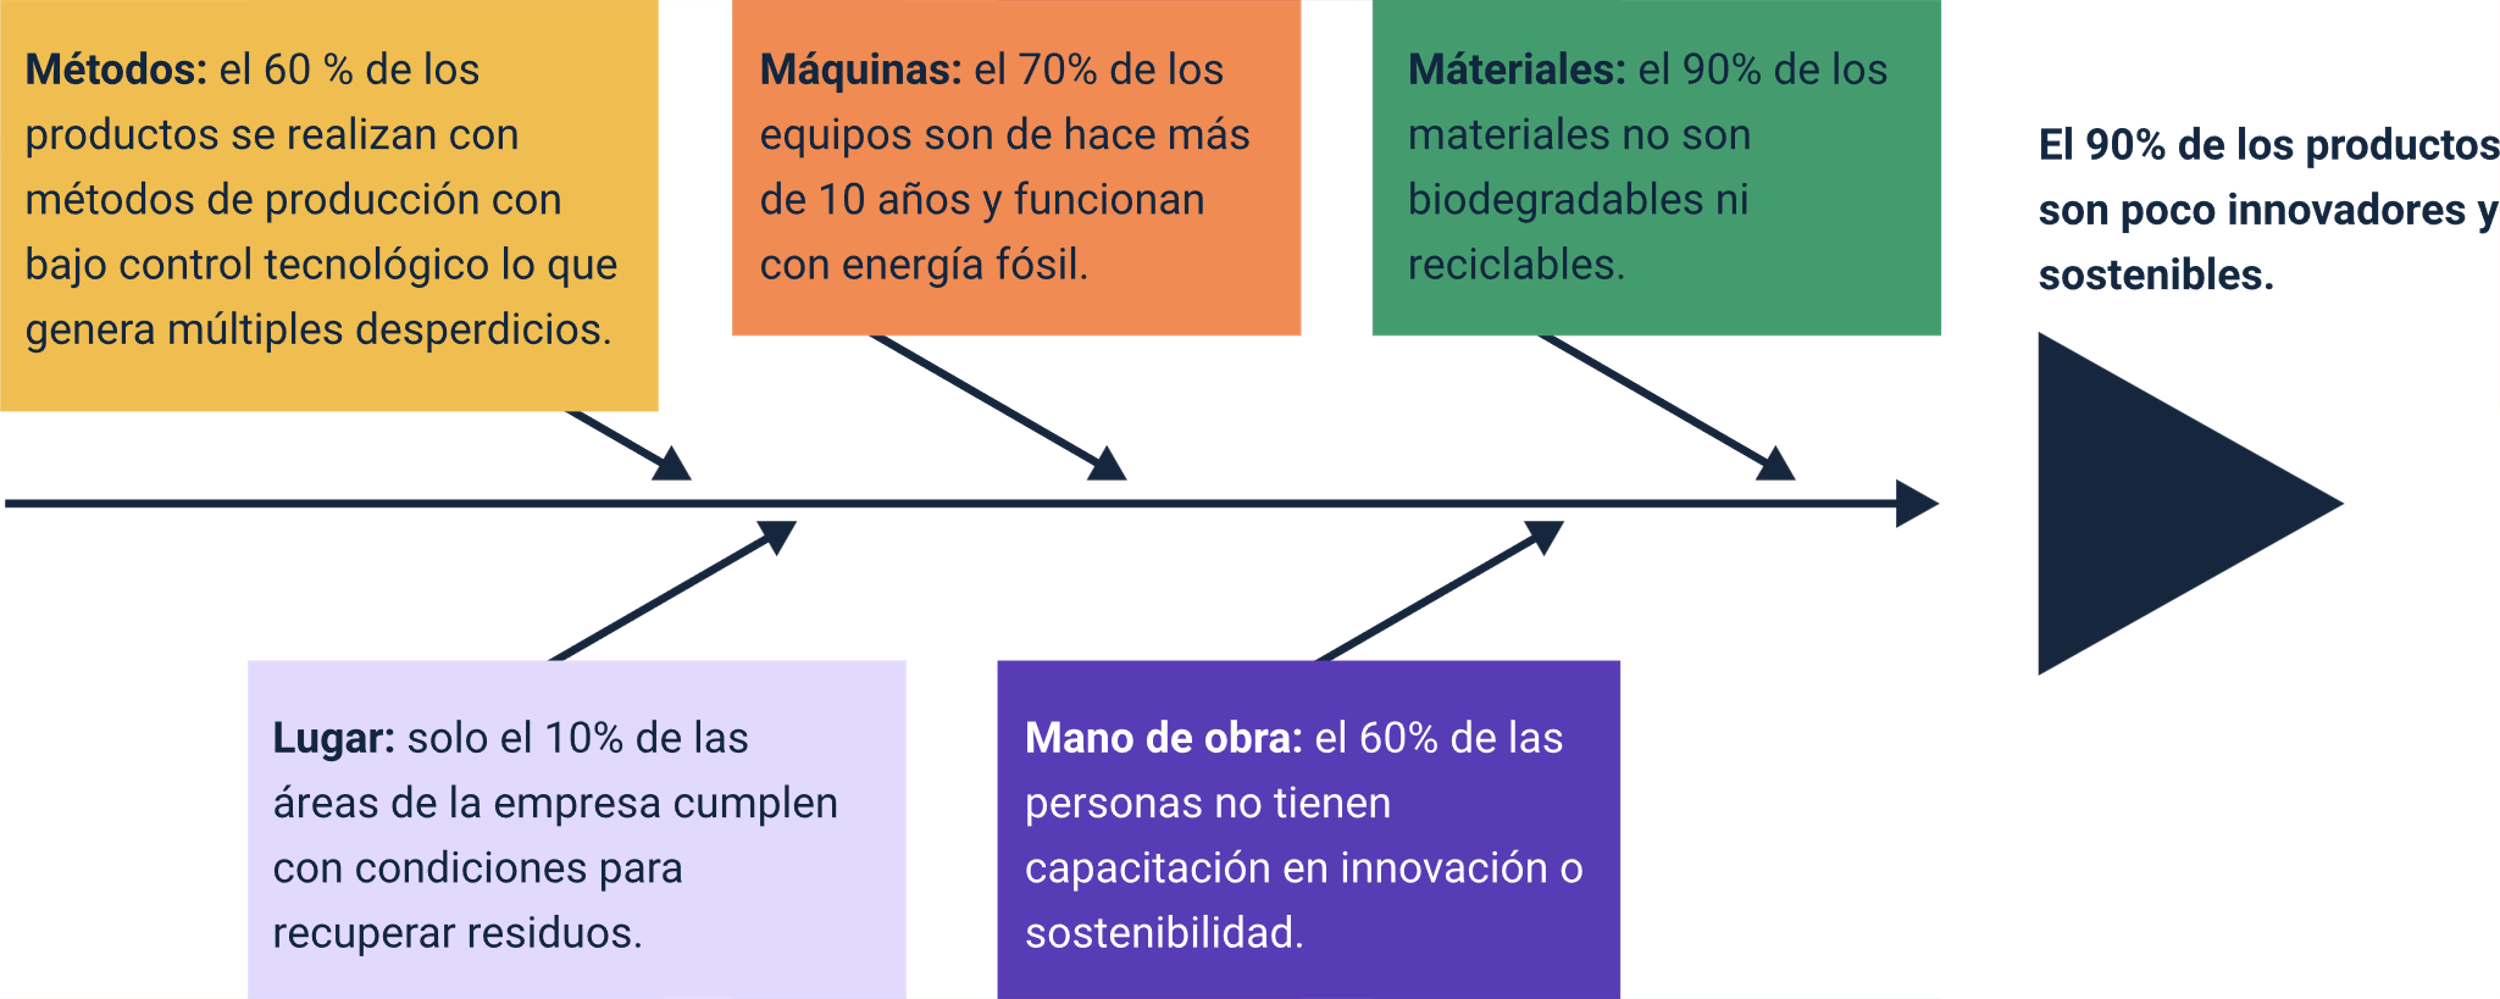 Métodos: el 60 % de los
productos se realizan con
métodos de producción con
bajo control tecnológico lo que
genera múltiples desperdicios.
Máquinas: el 70% de los
equipos son de hace más
de 10 años y funcionan
con energía fósil.
Máteriales: el 90% de los
materiales no son
biodegradables ni
reciclables.
El 90% de los productos
son poco innovadores y
sostenibles.
Lugar: solo el 10% de las
áreas de la empresa cumplen
con condiciones para
recuperar residuos.
Mano de obra: el 60% de las
personas no tienen
capacitación en innovación o
sostenibilidad.